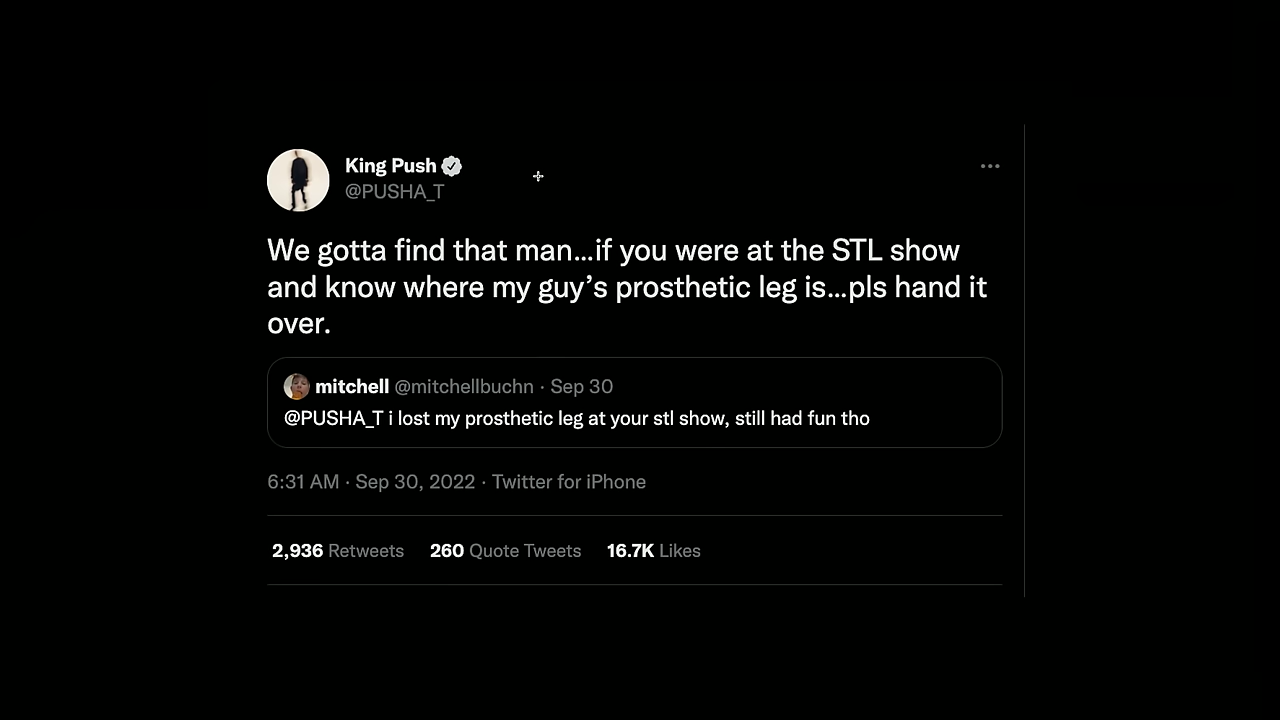 King Push
@PUSHA_T
We gotta find that man...if you were at the STL show
and know where my guy’s prosthetic leg is...pls hand it
over.
mitchell @mitchellbuchn · Sep 30
@PUSHA_T i lost my prosthetic leg at your stl show, still had fun tho
6:31 AM · Sep 30, 2022 · Twitter for iPhone
2,936 Retweets 260 Quote Tweets 16.7K Likes